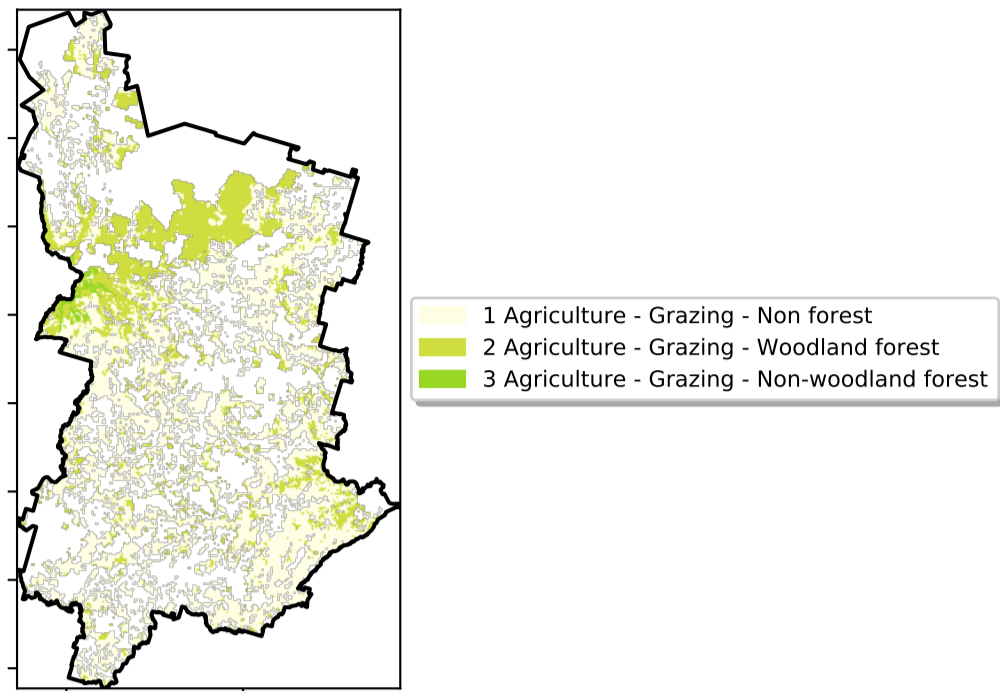 1 Agriculture - Grazing - Non forest
2 Agriculture - Grazing - Woodland forest
3 Agriculture - Grazing - Non-woodland forest